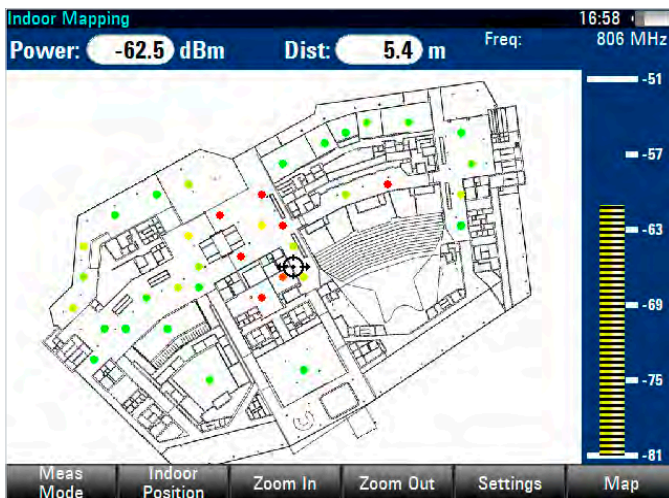 Indoor Mapping 16:58
Power: -62.5 dBm Dist: 5.4 m Freq: 806 MHz
-51
-57
-63
-69
-75
-81
Meas Mode Indoor Position Zoom In Zoom Out Settings Map